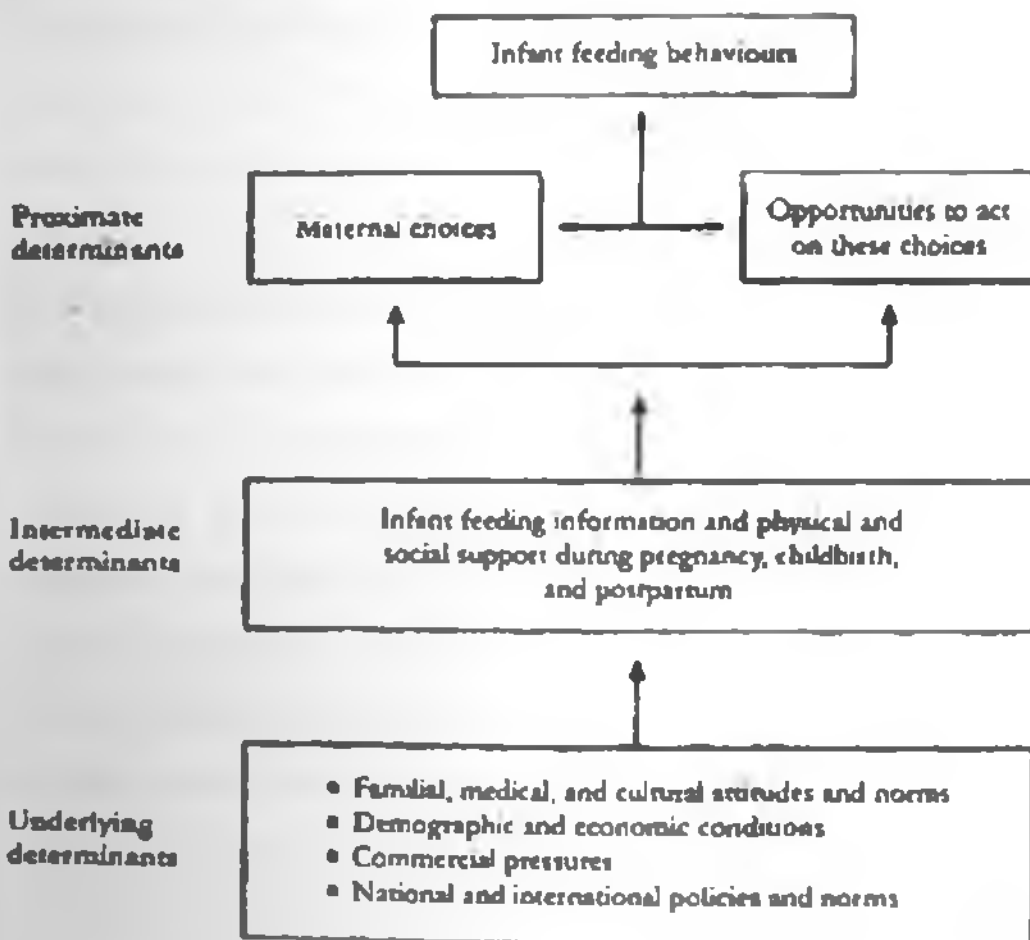 Infant feeding behaviours
Proximate
determinants
Maternal choices
Opportunities to act
on these choices
Intermediate
determinants
Infant feeding information and physical and
social support during pregnancy, childbirth,
and postpartum
Underlying
determinants
• Familial, medical, and cultural attitudes and norms
• Demographic and economic conditions
• Commercial pressures
• National and international policies and norms